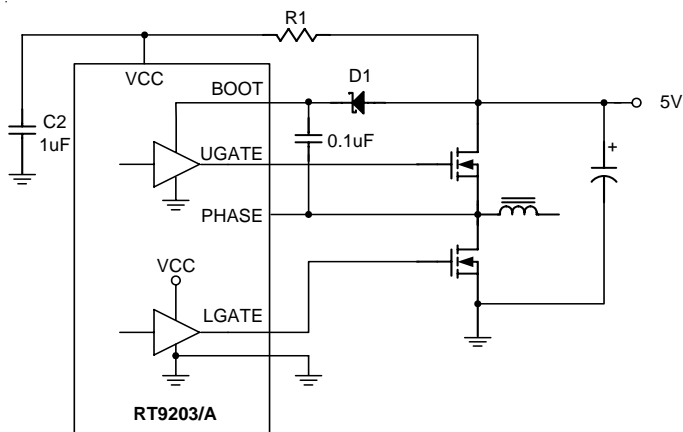 R1
VCC
D1
BOOT
5V
C2
1uF
0.1uF
+
UGATE
PHASE
VCC
LGATE
RT9203/A